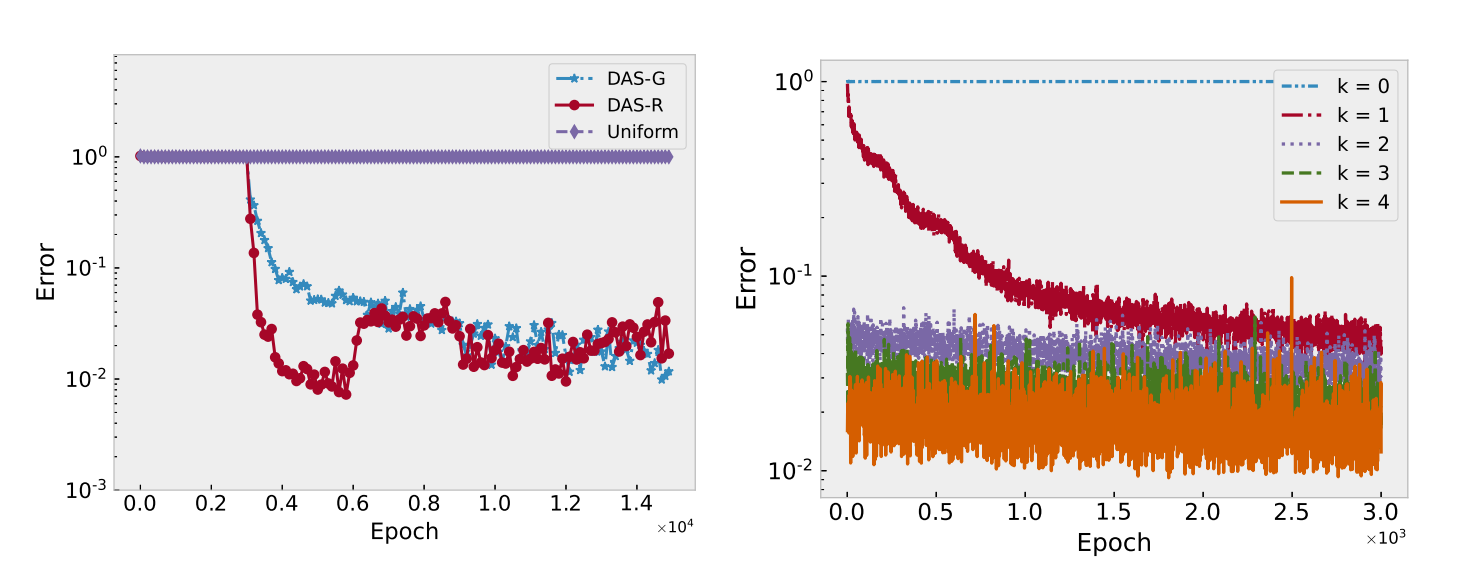 DAS-G
DAS-R
Uniform
10^0
10^-1
10^-2
10^-3
Error
0.0 0.2 0.4 0.6 0.8 1.0 1.2 1.4
×10^4
Epoch
k = 0
k = 1
k = 2
k = 3
k = 4
10^0
10^-1
10^-2
Error
0.0 0.5 1.0 1.5 2.0 2.5 3.0
×10^3
Epoch